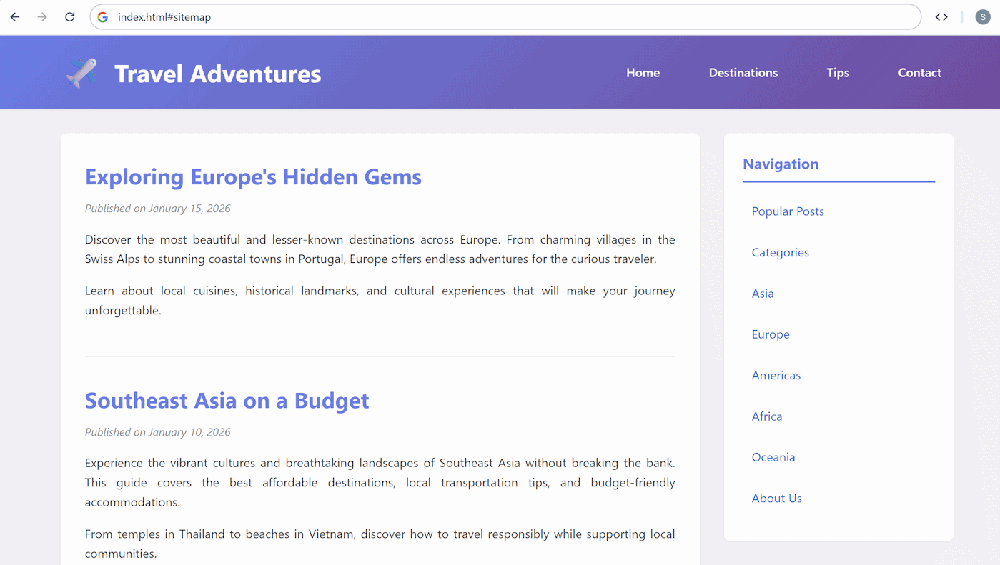 index.html#sitemap
S
Travel Adventures
Home
Destinations
Tips
Contact
Exploring Europe's Hidden Gems
Published on January 15, 2026
Discover the most beautiful and lesser-known destinations across Europe. From charming villages in the
Swiss Alps to stunning coastal towns in Portugal, Europe offers endless adventures for the curious traveler.
Learn about local cuisines, historical landmarks, and cultural experiences that will make your journey
unforgettable.
Southeast Asia on a Budget
Published on January 10, 2026
Experience the vibrant cultures and breathtaking landscapes of Southeast Asia without breaking the bank.
This guide covers the best affordable destinations, local transportation tips, and budget-friendly
accommodations.
From temples in Thailand to beaches in Vietnam, discover how to travel responsibly while supporting local
communities.
Navigation
Popular Posts
Categories
Asia
Europe
Americas
Africa
Oceania
About Us